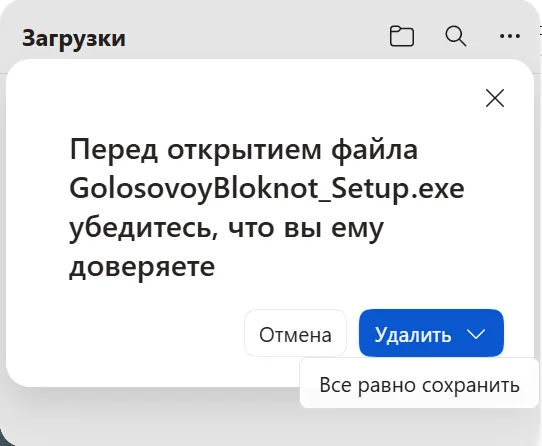 Загрузки
Перед открытием файла
GolosovoyBloknot_Setup.exe
убедитесь, что вы ему
доверяете
Отмена
Удалить
Все равно сохранить